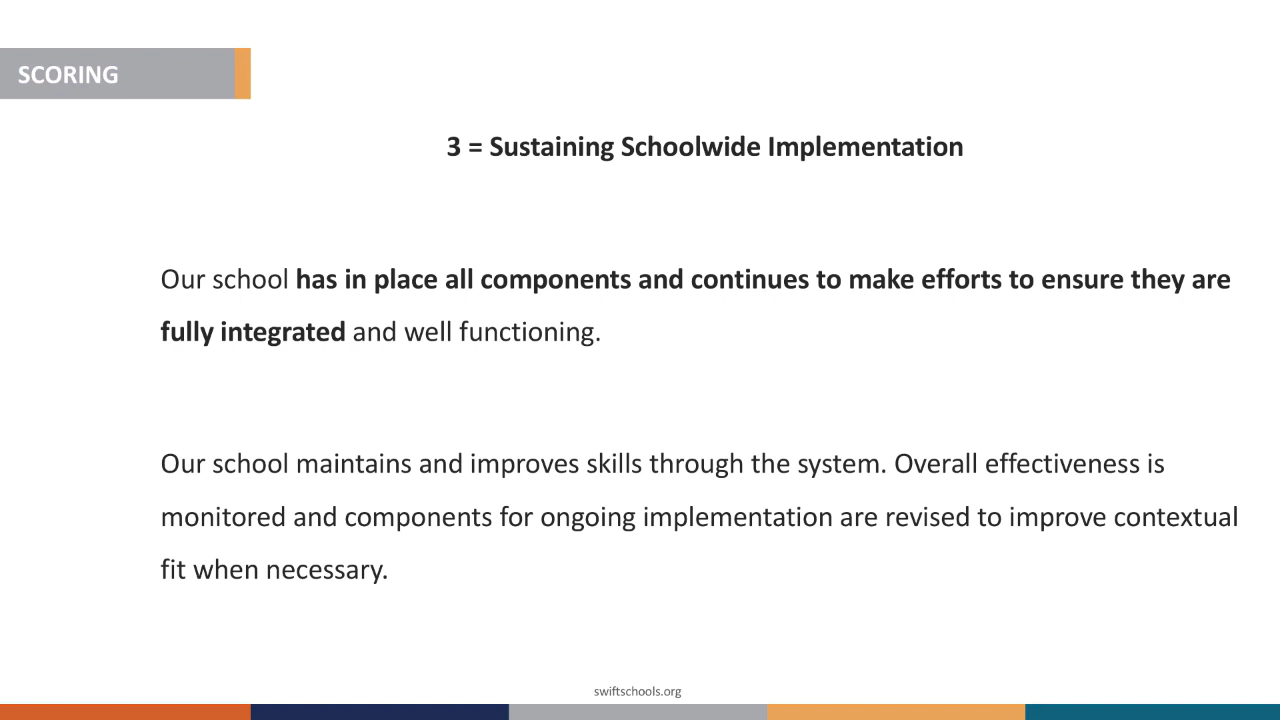 SCORING
3 = Sustaining Schoolwide Implementation
Our school has in place all components and continues to make efforts to ensure they are
fully integrated and well functioning.
Our school maintains and improves skills through the system. Overall effectiveness is
monitored and components for ongoing implementation are revised to improve contextual
fit when necessary.
swiftschools.org